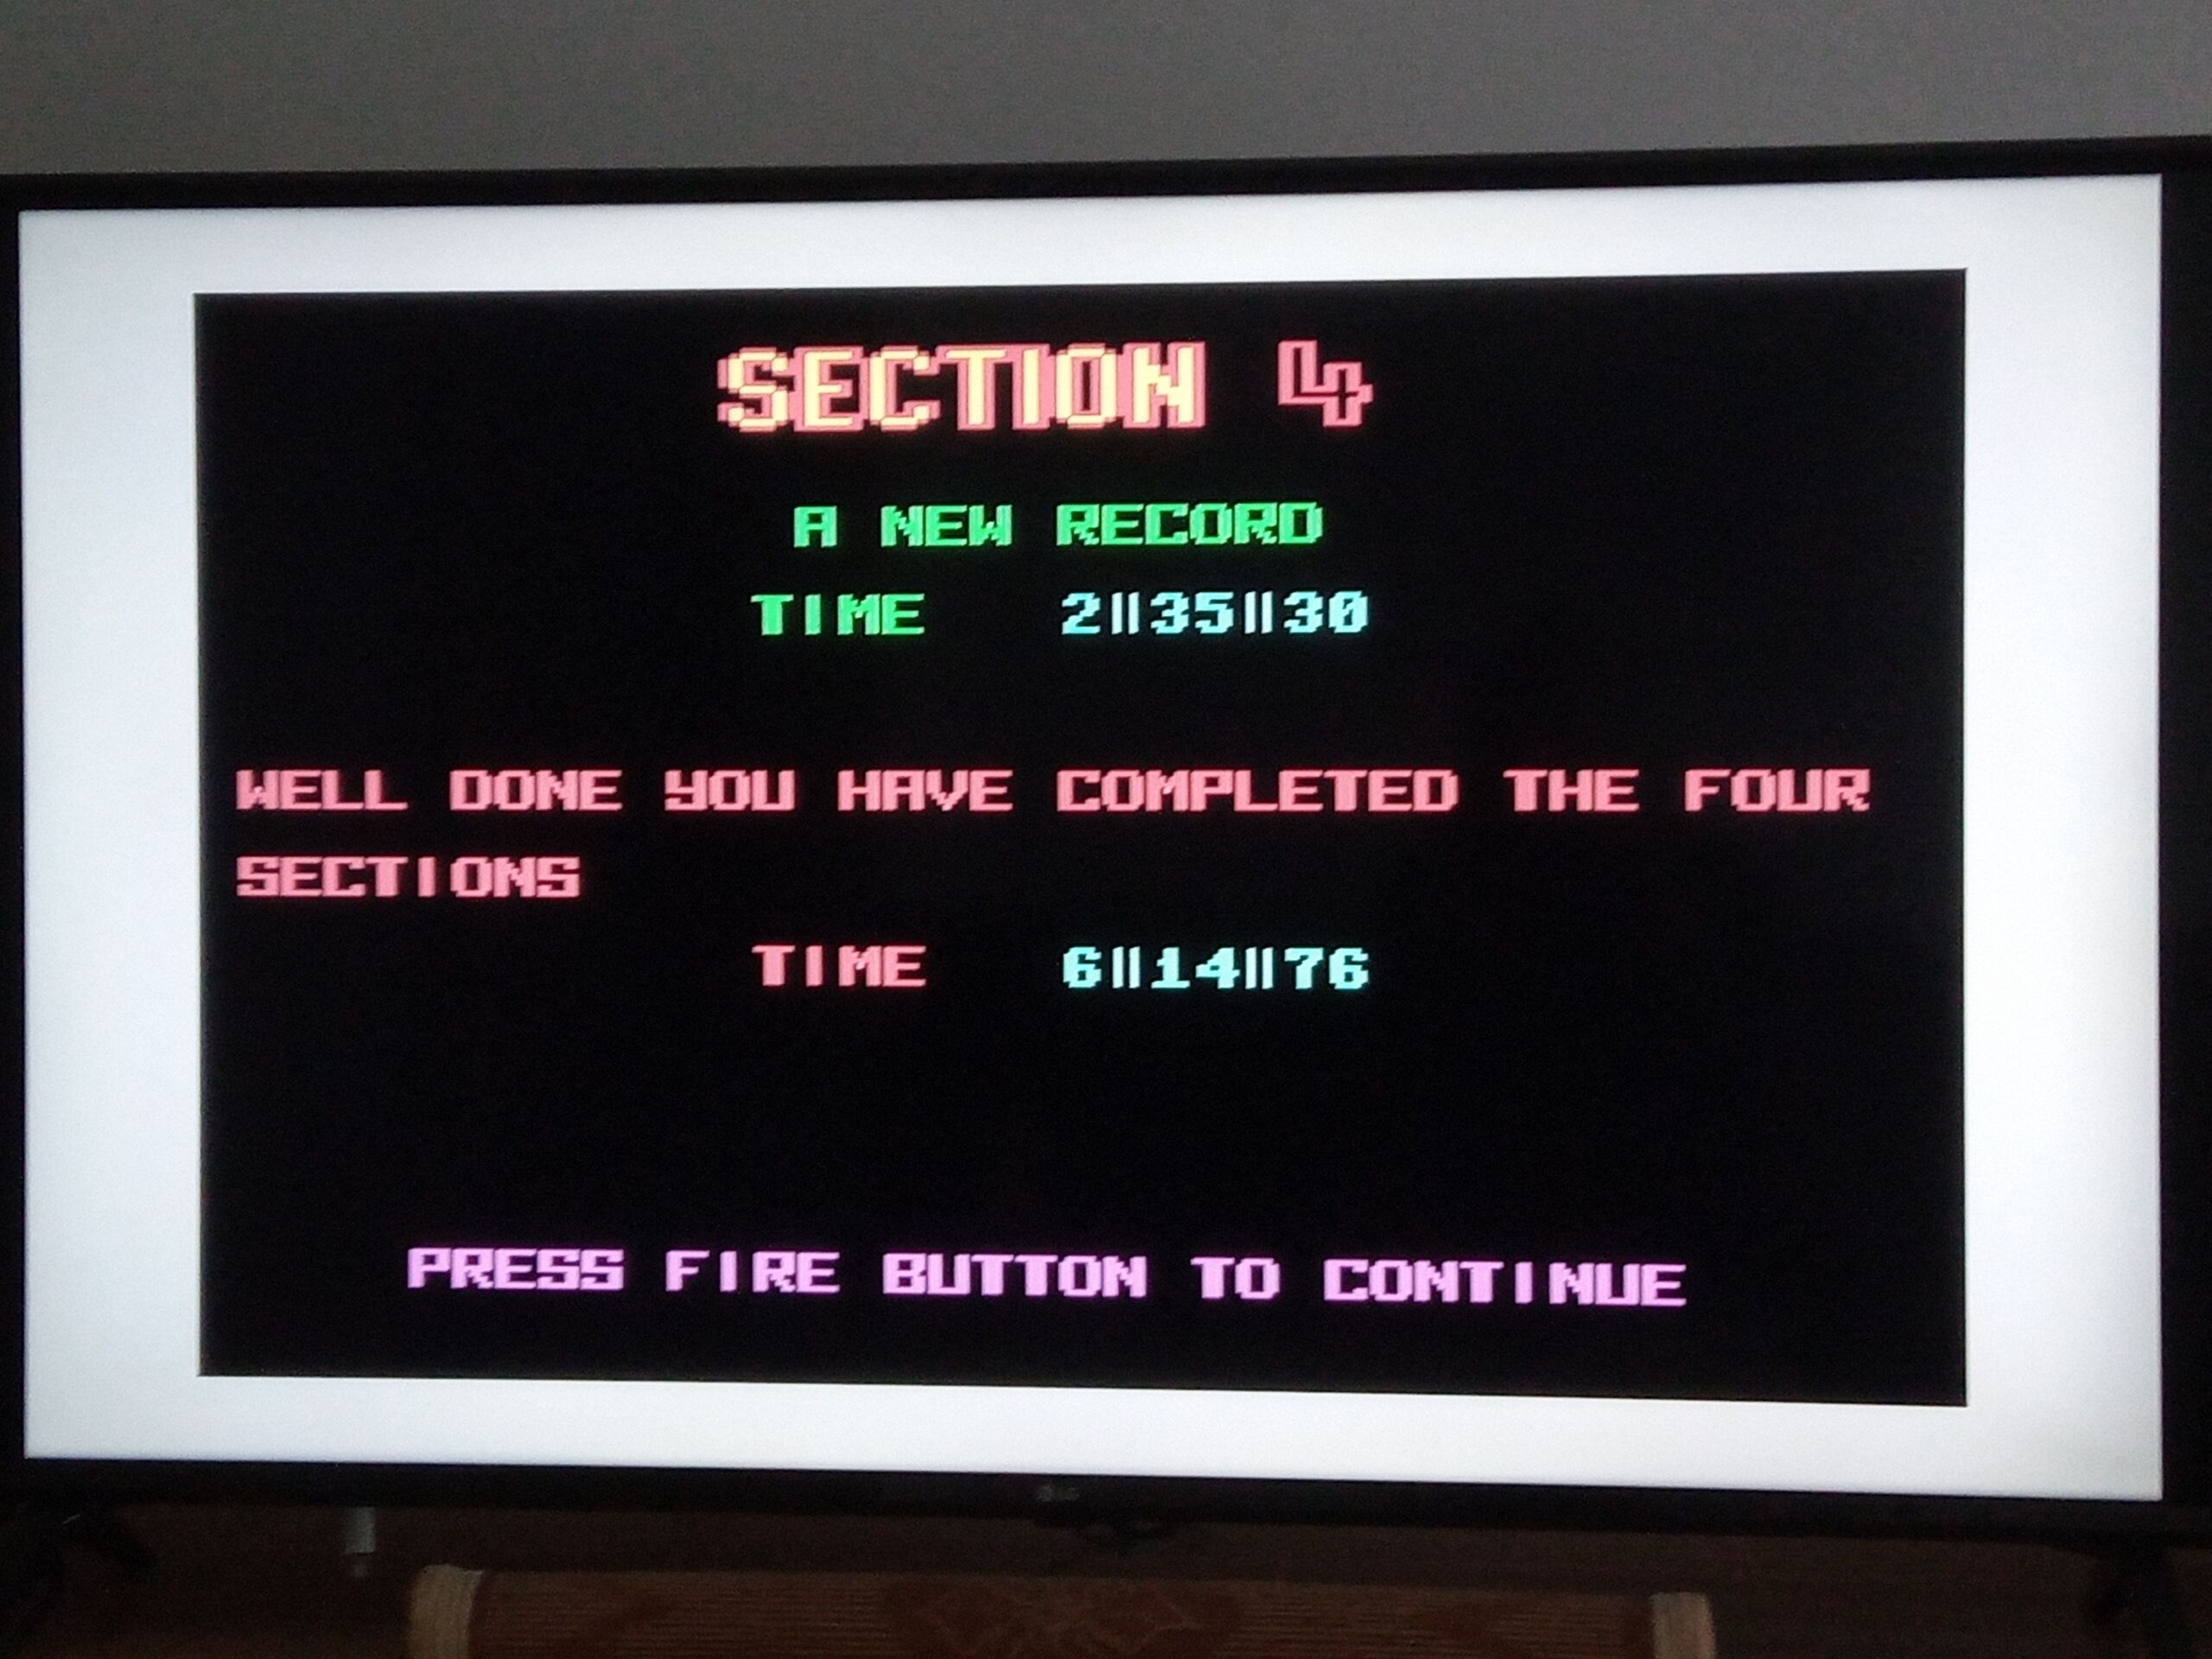 SECTION 4
A NEW RECORD
TIME 2||35||30
WELL DONE YOU HAVE COMPLETED THE FOUR
SECTIONS
TIME 6||14||76
PRESS FIRE BUTTON TO CONTINUE